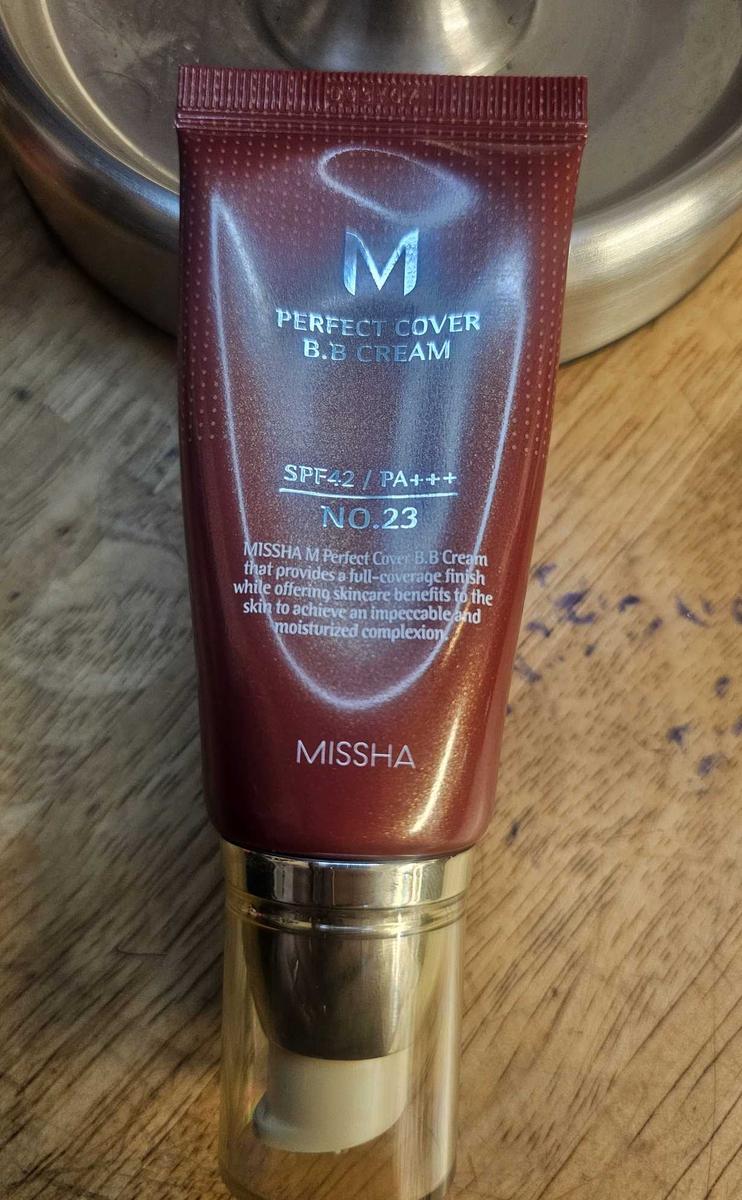 M
PERFECT COVER
B.B CREAM
SPF42 / PA+++
NO.23
MISSHA M Perfect Cover B.B Cream
that provides a full-coverage finish
while offering skincare benefits to the
skin to achieve an impeccable and
moisturized complexion.
MISSHA